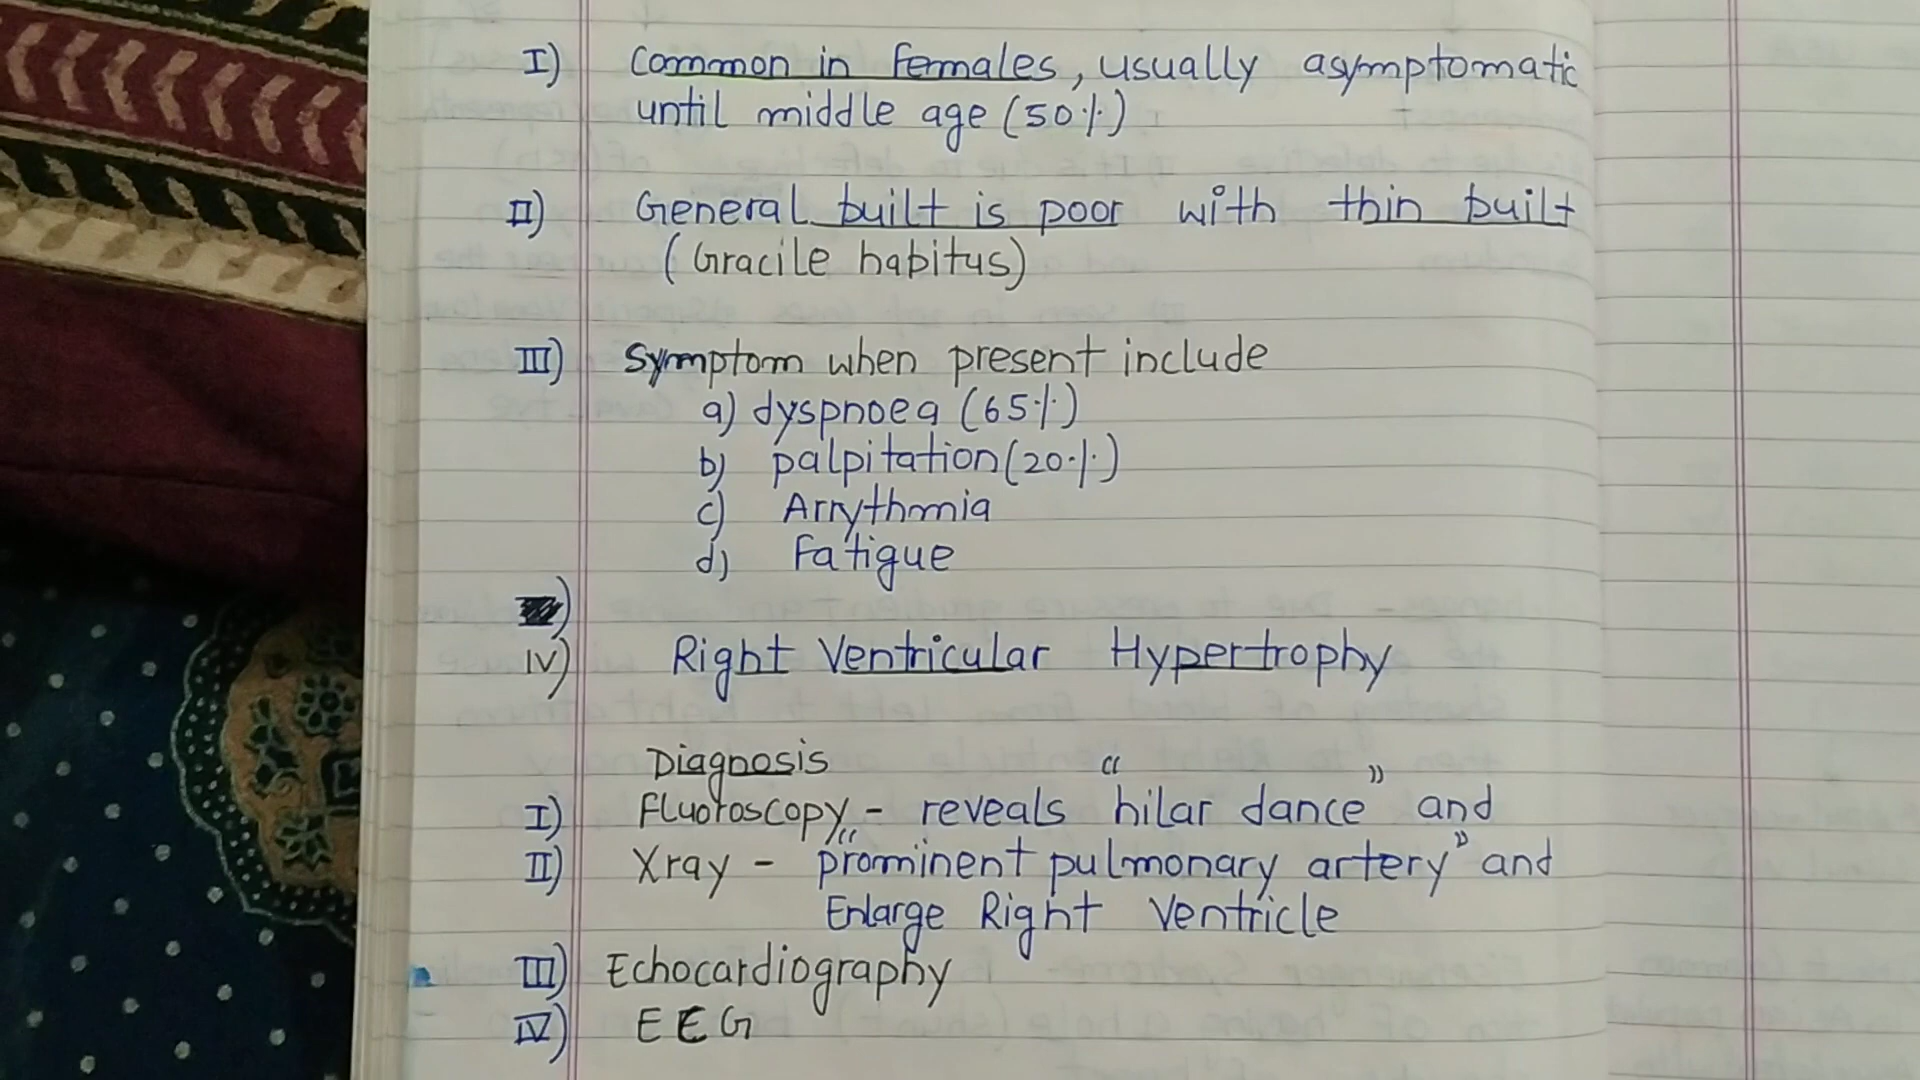 I) Common in females, usually asymptomatic
until middle age (50%)
II) General built is poor with thin built
(Gracile habitus)
III) Symptom when present include
a) dyspnoea (65%)
b) palpitation (20%)
c) Arrythmia
d) Fatigue
IV) Right Ventricular Hypertrophy
Diagnosis
I) Fluoroscopy - reveals "hilar dance" and
II) Xray - "prominent pulmonary artery" and
Enlarge Right Ventricle
III) Echocardiography
IV) EEG